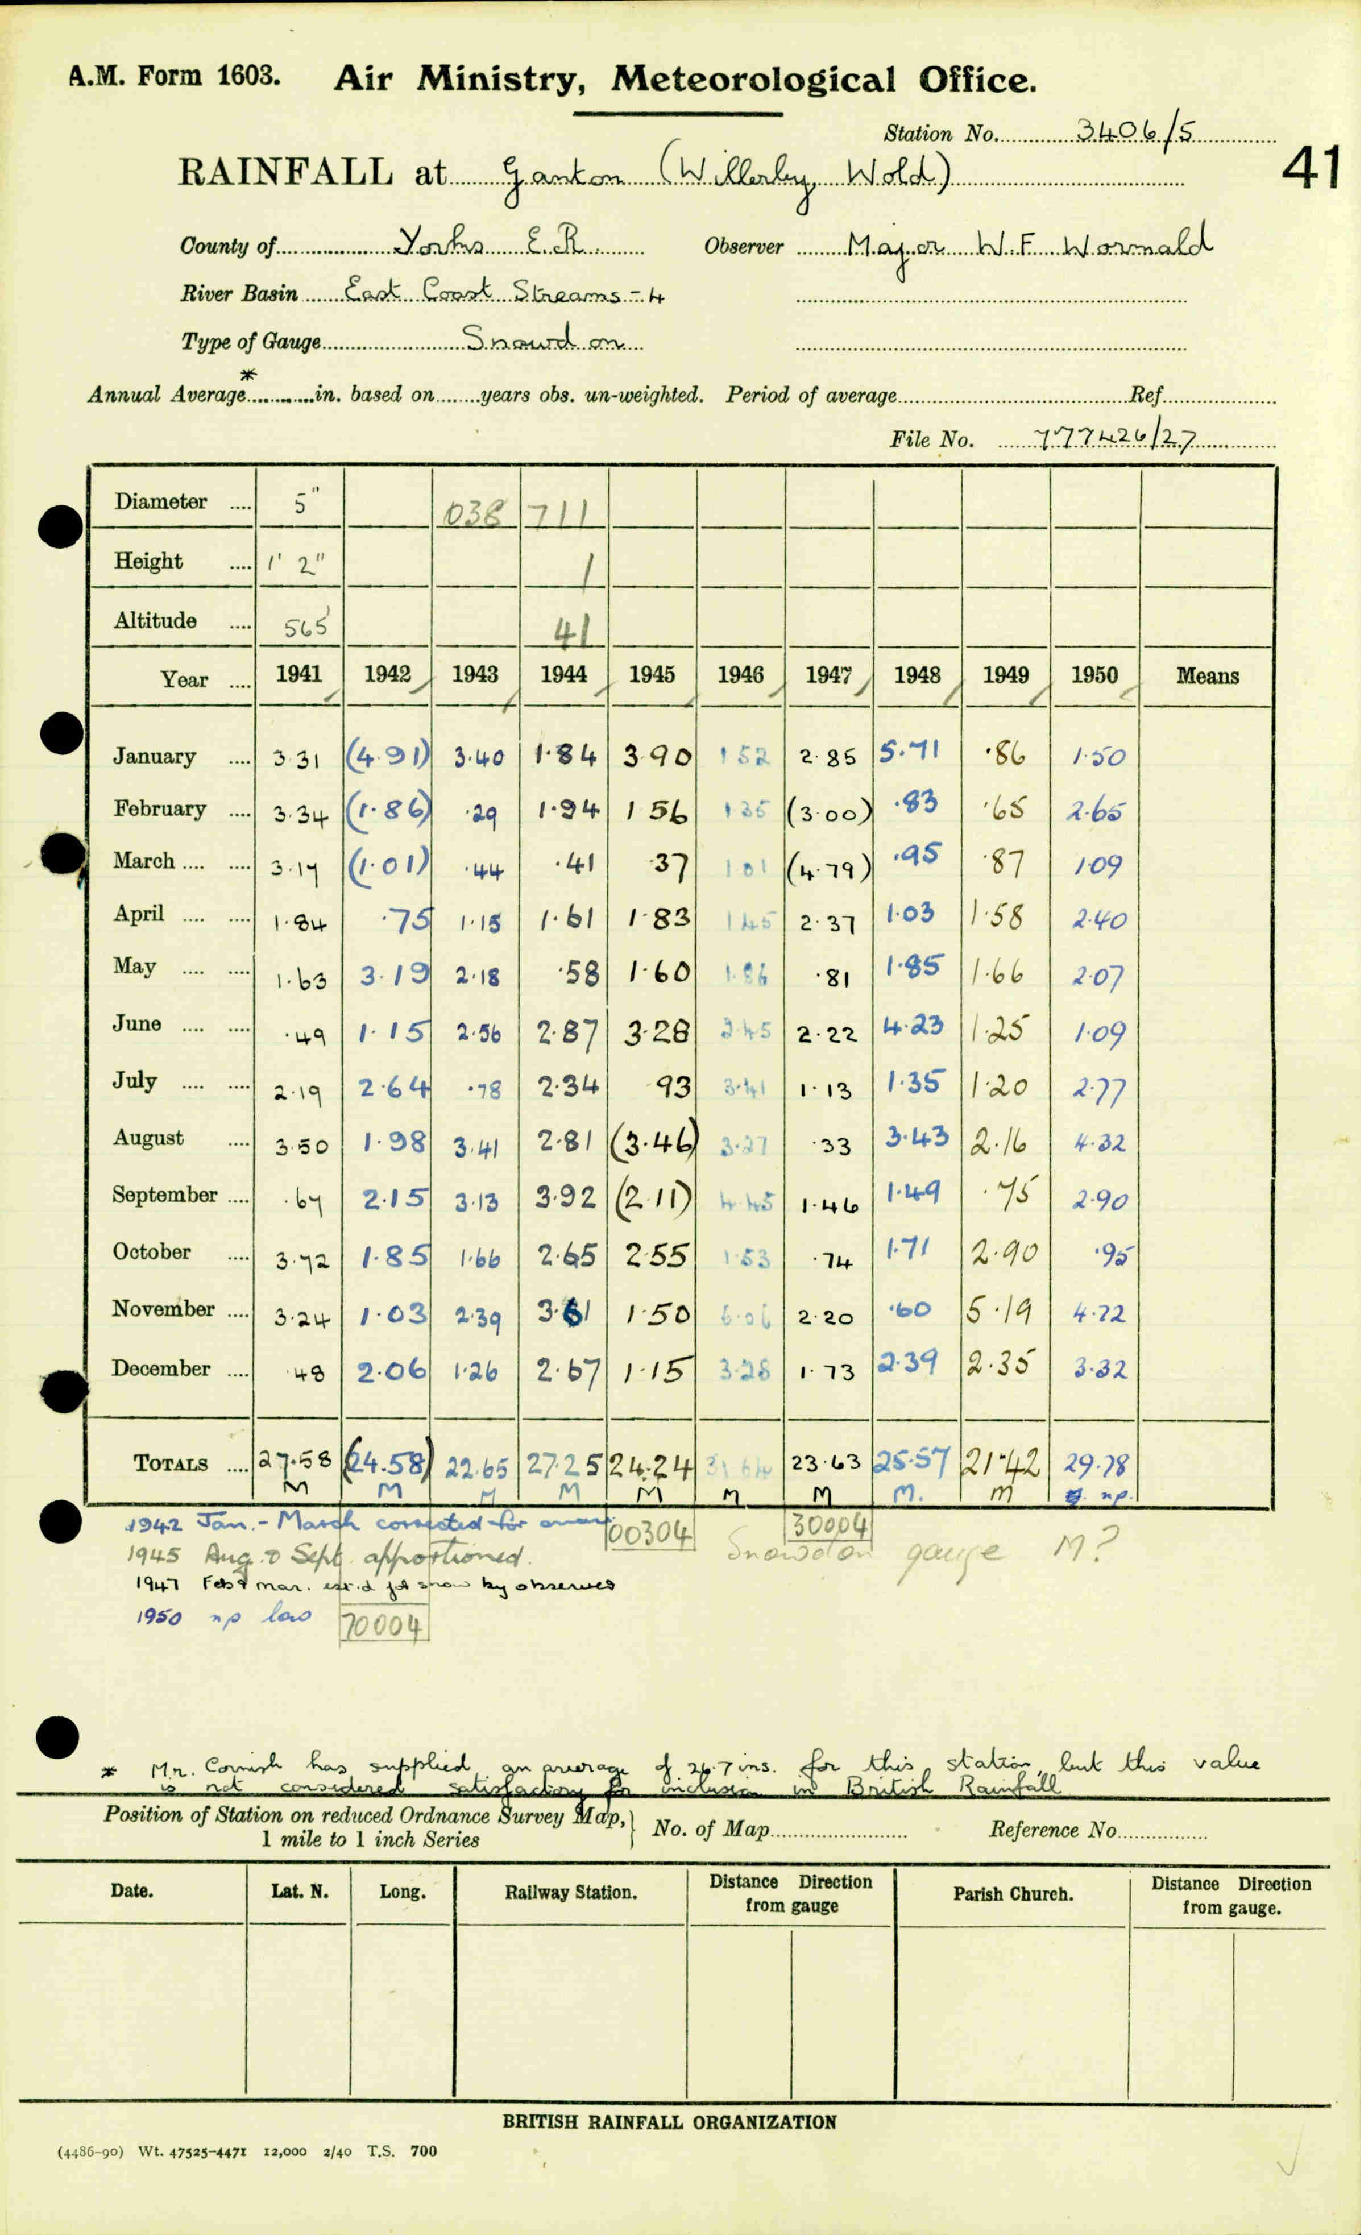 A.M. Form 1603. Air Ministry, Meteorological Office.
Station No. 3406/5
41
RAINFALL at Ganton (Willerby Wold)
County of Yorks E.R. Observer Major W.F. Wormald
River Basin East Coast Streams - 4
Type of Gauge Snowdon
Annual Average* in. based on years obs. un-weighted. Period of average Ref.
File No. 777426/27
Diameter 5" 038 711
Height 1' 2" 1
Altitude 565' 41
Year 1941 1942 1943 1944 1945 1946 1947 1948 1949 1950 Means
January 3.31 (4.91) 3.40 1.84 3.90 1.52 2.85 5.71 .86 1.50
February 3.34 (1.86) .29 1.94 1.56 1.35 (3.00) .83 .65 2.65
March 3.17 (1.01) .44 .41 .37 1.01 (4.79) .95 .87 1.09
April 1.84 .75 1.15 1.61 1.83 1.45 2.37 1.03 1.58 2.40
May 1.63 3.19 2.18 .58 1.60 1.86 .81 1.85 1.66 2.07
June .49 1.15 2.56 2.87 3.28 2.45 2.22 4.23 1.25 1.09
July 2.19 2.64 .78 2.34 .93 3.41 1.13 1.35 1.20 2.77
August 3.50 1.98 3.41 2.81 (3.46) 3.27 .33 3.43 2.16 4.32
September .67 2.15 3.13 3.92 (2.11) 4.45 1.46 1.49 .75 2.90
October 3.72 1.85 1.66 2.65 2.55 1.53 .74 1.71 2.90 .95
November 3.24 1.03 2.39 3.61 1.50 6.06 2.20 .60 5.19 4.72
December .48 2.06 1.26 2.67 1.15 3.28 1.73 2.39 2.35 3.32
TOTALS 27.58 (24.58) 22.65 27.25 24.24 31.64 23.63 25.57 21.42 29.78
M M M M M M M M. m np.
1942 Jan. - March corrected for 00304 30004
1945 Aug. & Sept. apportioned. Snowdon gauge M?
1947 Feb & Mar. est.d for snow by observer
1950 np low 70004
* Mr. Cornish has supplied an average of 26.7 ins. for this station, but this value
is not considered satisfactory for inclusion in British Rainfall
Position of Station on reduced Ordnance Survey Map, No. of Map Reference No.
1 mile to 1 inch Series
Date. Lat. N. Long. Railway Station. Distance Direction from gauge Parish Church. Distance Direction from gauge.
BRITISH RAINFALL ORGANIZATION
(4486-90) Wt. 47525-4471 12,000 2/40 T.S. 700